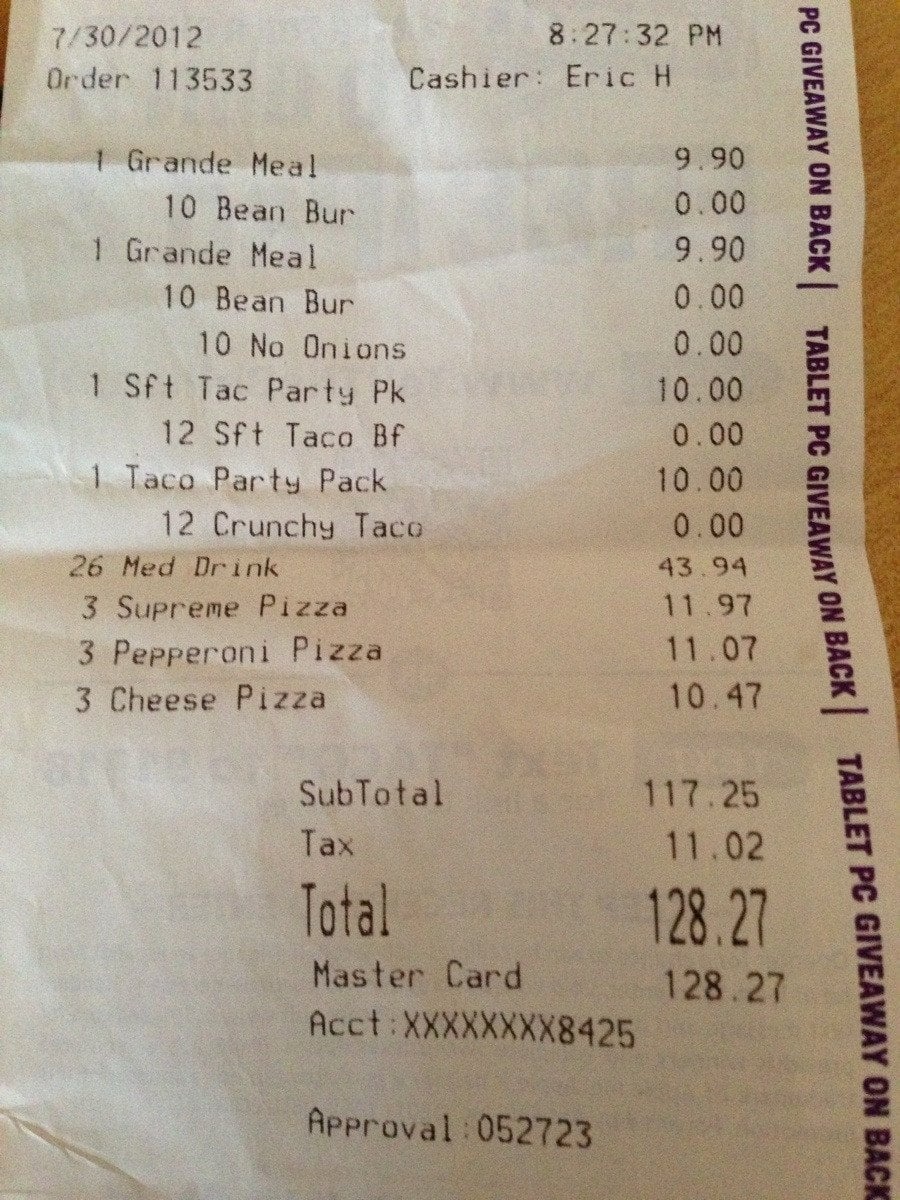 7/30/2012 8:27:32 PM
Order 113533 Cashier: Eric H
1 Grande Meal 9.90
10 Bean Bur 0.00
1 Grande Meal 9.90
10 Bean Bur 0.00
10 No Onions 0.00
1 Sft Tac Party Pk 10.00
12 Sft Taco Bf 0.00
1 Taco Party Pack 10.00
12 Crunchy Taco 0.00
26 Med Drink 43.94
3 Supreme Pizza 11.97
3 Pepperoni Pizza 11.07
3 Cheese Pizza 10.47
SubTotal 117.25
Tax 11.02
Total 128.27
Master Card 128.27
Acct:XXXXXXXX8425
Approval:052723
PC GIVEAWAY ON BACK | TABLET PC GIVEAWAY ON BACK | TABLET PC GIVEAWAY ON BACK